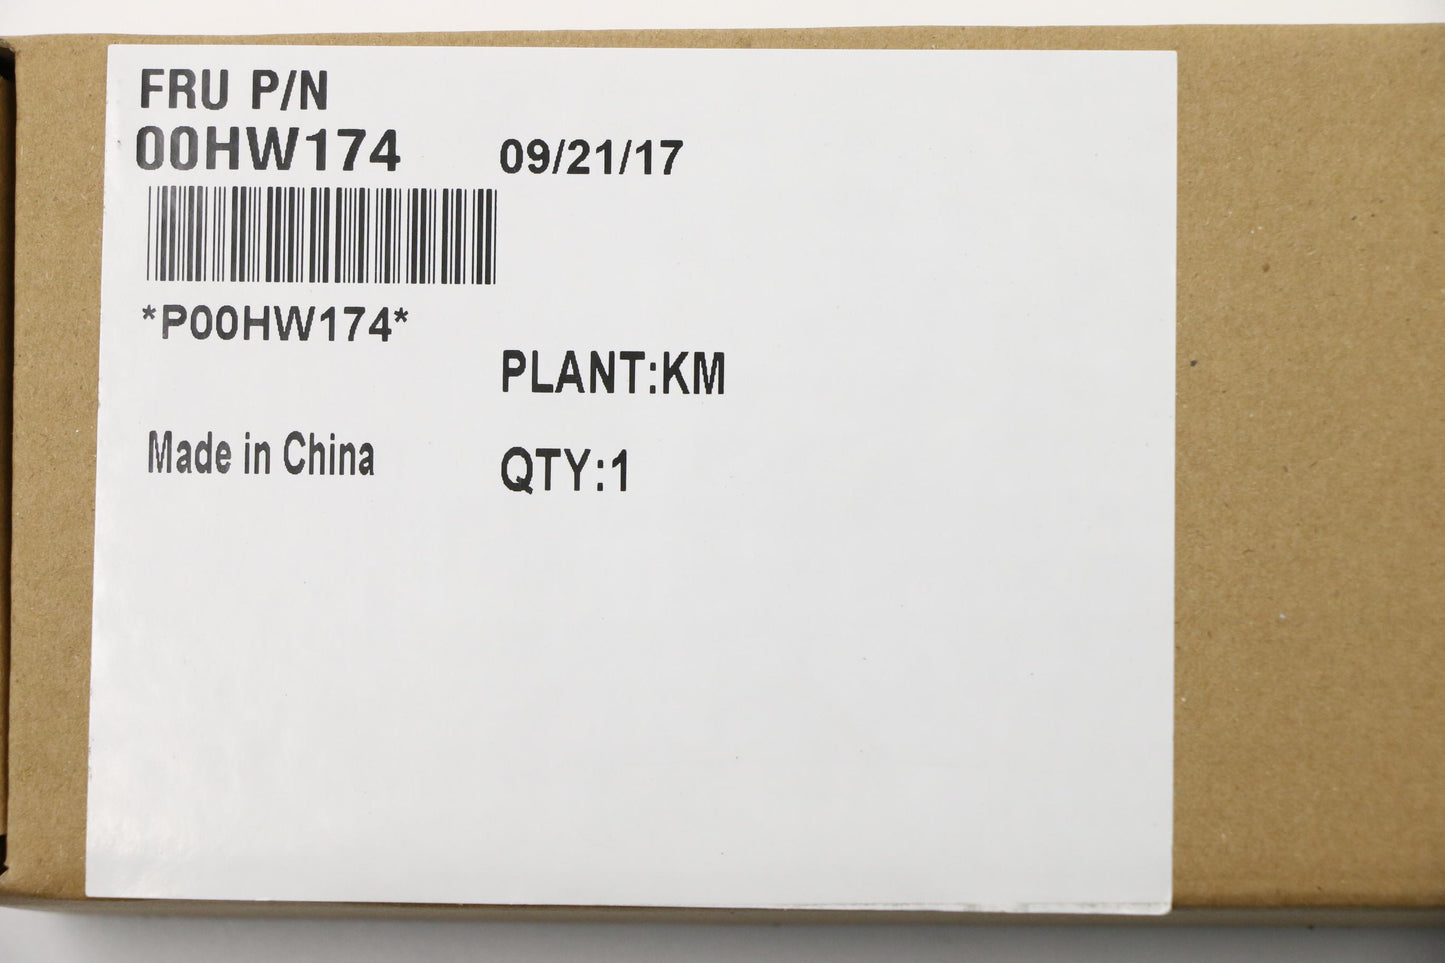 FRU P/N
00HW174 09/21/17
*P00HW174*
PLANT:KM
Made in China
QTY:1